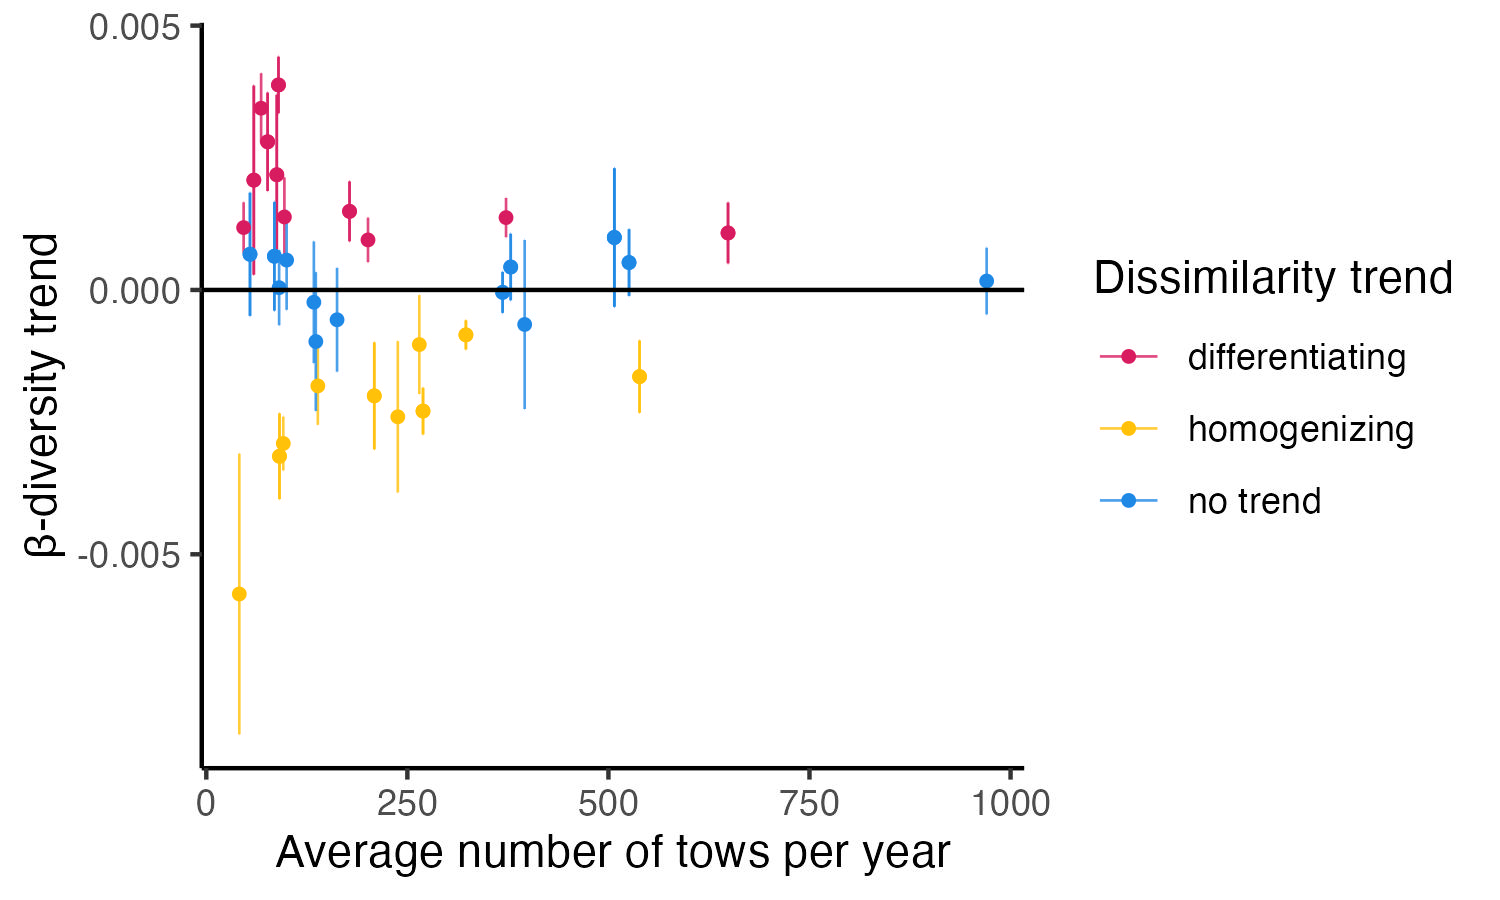 0.005
0.000
-0.005
β-diversity trend
0
250
500
750
1000
Average number of tows per year
Dissimilarity trend
differentiating
homogenizing
no trend